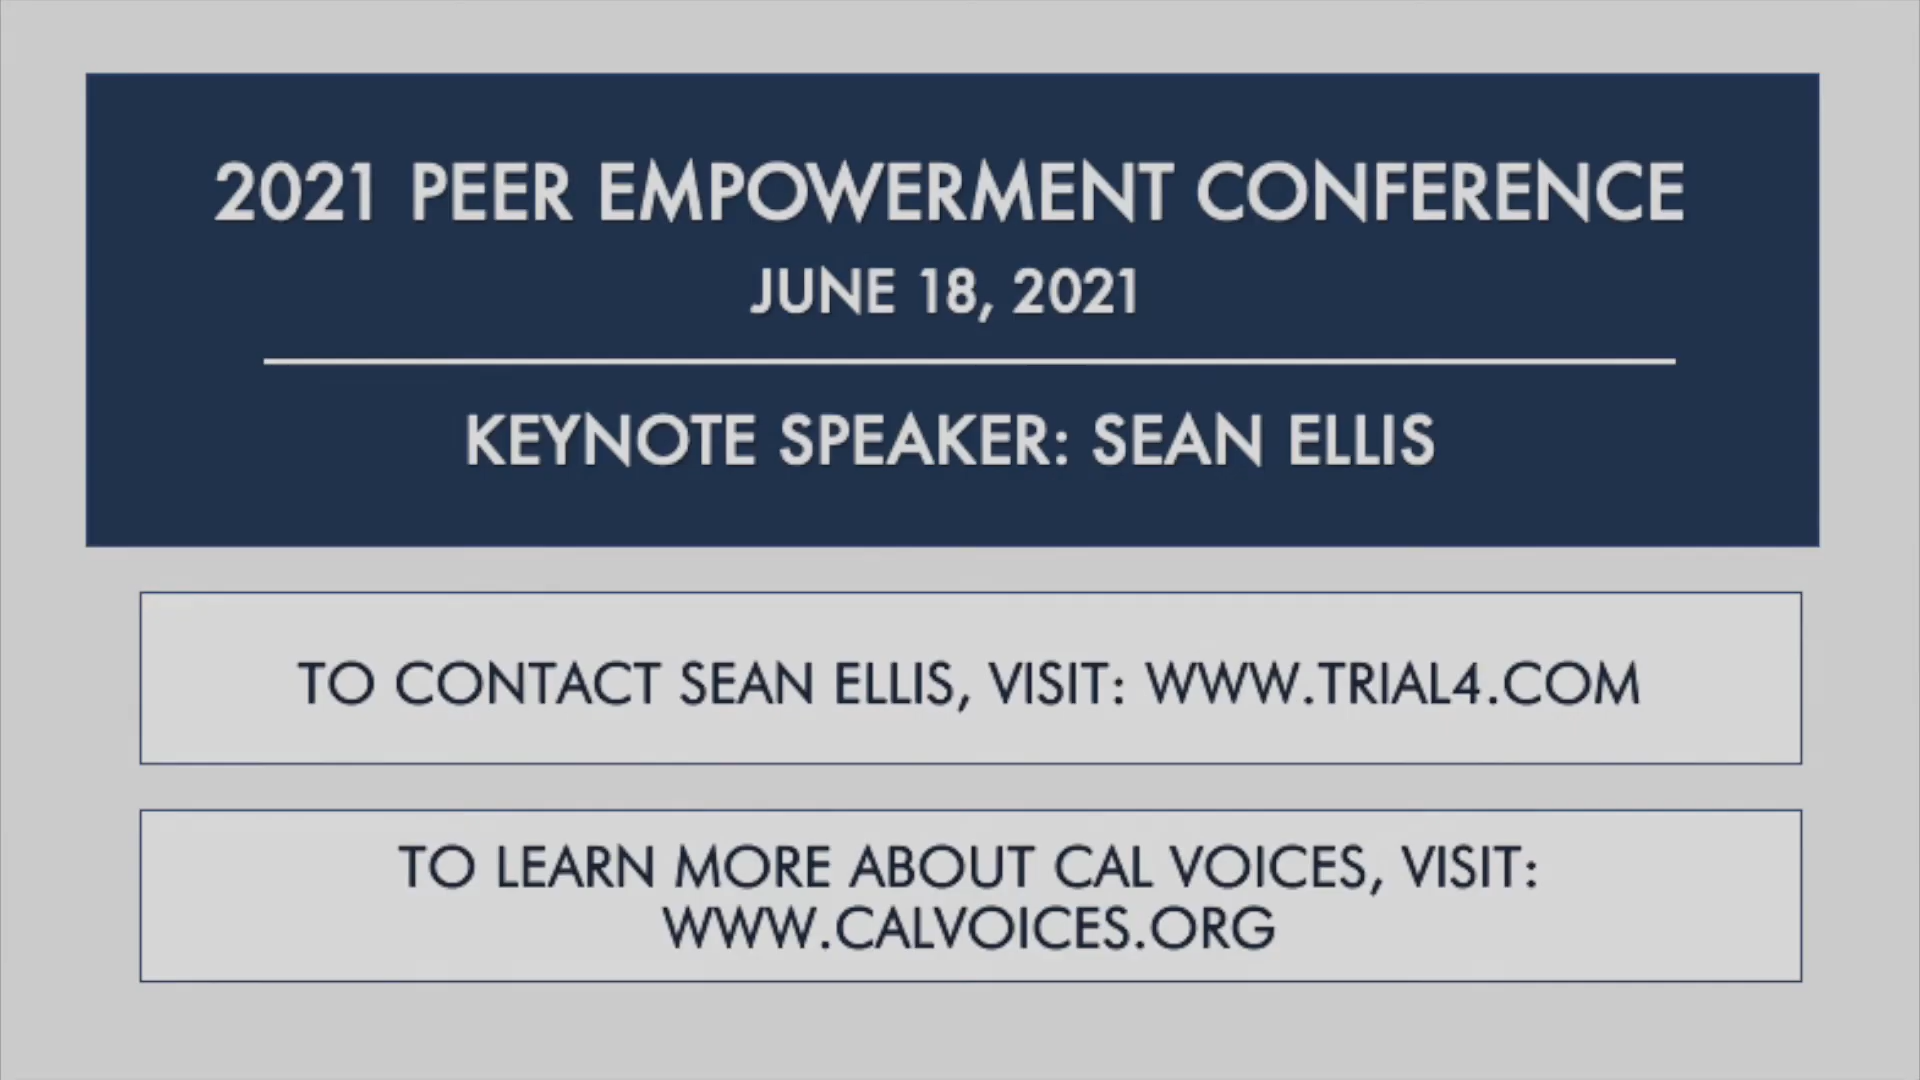 2021 PEER EMPOWERMENT CONFERENCE
JUNE 18, 2021
KEYNOTE SPEAKER: SEAN ELLIS
TO CONTACT SEAN ELLIS, VISIT: WWW.TRIAL4.COM
TO LEARN MORE ABOUT CAL VOICES, VISIT:
WWW.CALVOICES.ORG